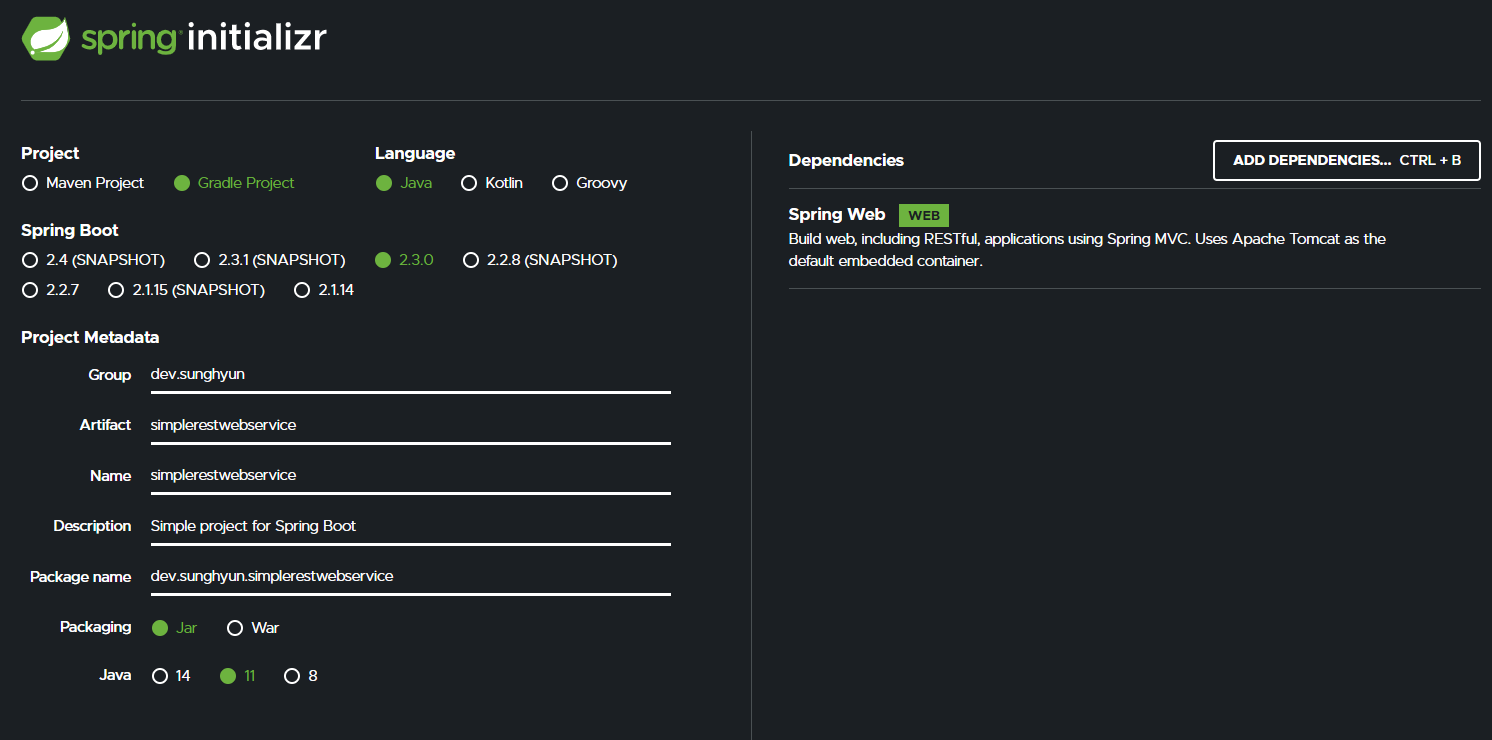 spring initializr
Project
Maven Project Gradle Project
Language
Java Kotlin Groovy
Spring Boot
2.4 (SNAPSHOT) 2.3.1 (SNAPSHOT) 2.3.0 2.2.8 (SNAPSHOT)
2.2.7 2.1.15 (SNAPSHOT) 2.1.14
Project Metadata
Group dev.sunghyun
Artifact simplerestwebservice
Name simplerestwebservice
Description Simple project for Spring Boot
Package name dev.sunghyun.simplerestwebservice
Packaging Jar War
Java 14 11 8
Dependencies
ADD DEPENDENCIES... CTRL + B
Spring Web WEB
Build web, including RESTful, applications using Spring MVC. Uses Apache Tomcat as the
default embedded container.